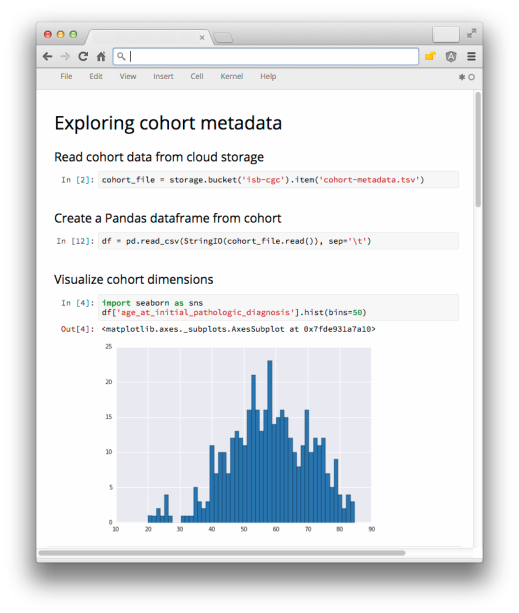 File Edit View Insert Cell Kernel Help
Exploring cohort metadata
Read cohort data from cloud storage
In [2]: cohort_file = storage.bucket('isb-cgc').item('cohort-metadata.tsv')
Create a Pandas dataframe from cohort
In [12]: df = pd.read_csv(StringIO(cohort_file.read()), sep='\t')
Visualize cohort dimensions
In [4]: import seaborn as sns
df['age_at_initial_pathologic_diagnosis'].hist(bins=50)
Out[4]: <matplotlib.axes._subplots.AxesSubplot at 0x7fde931a7a10>
25
20
15
10
5
0
10 20 30 40 50 60 70 80 90